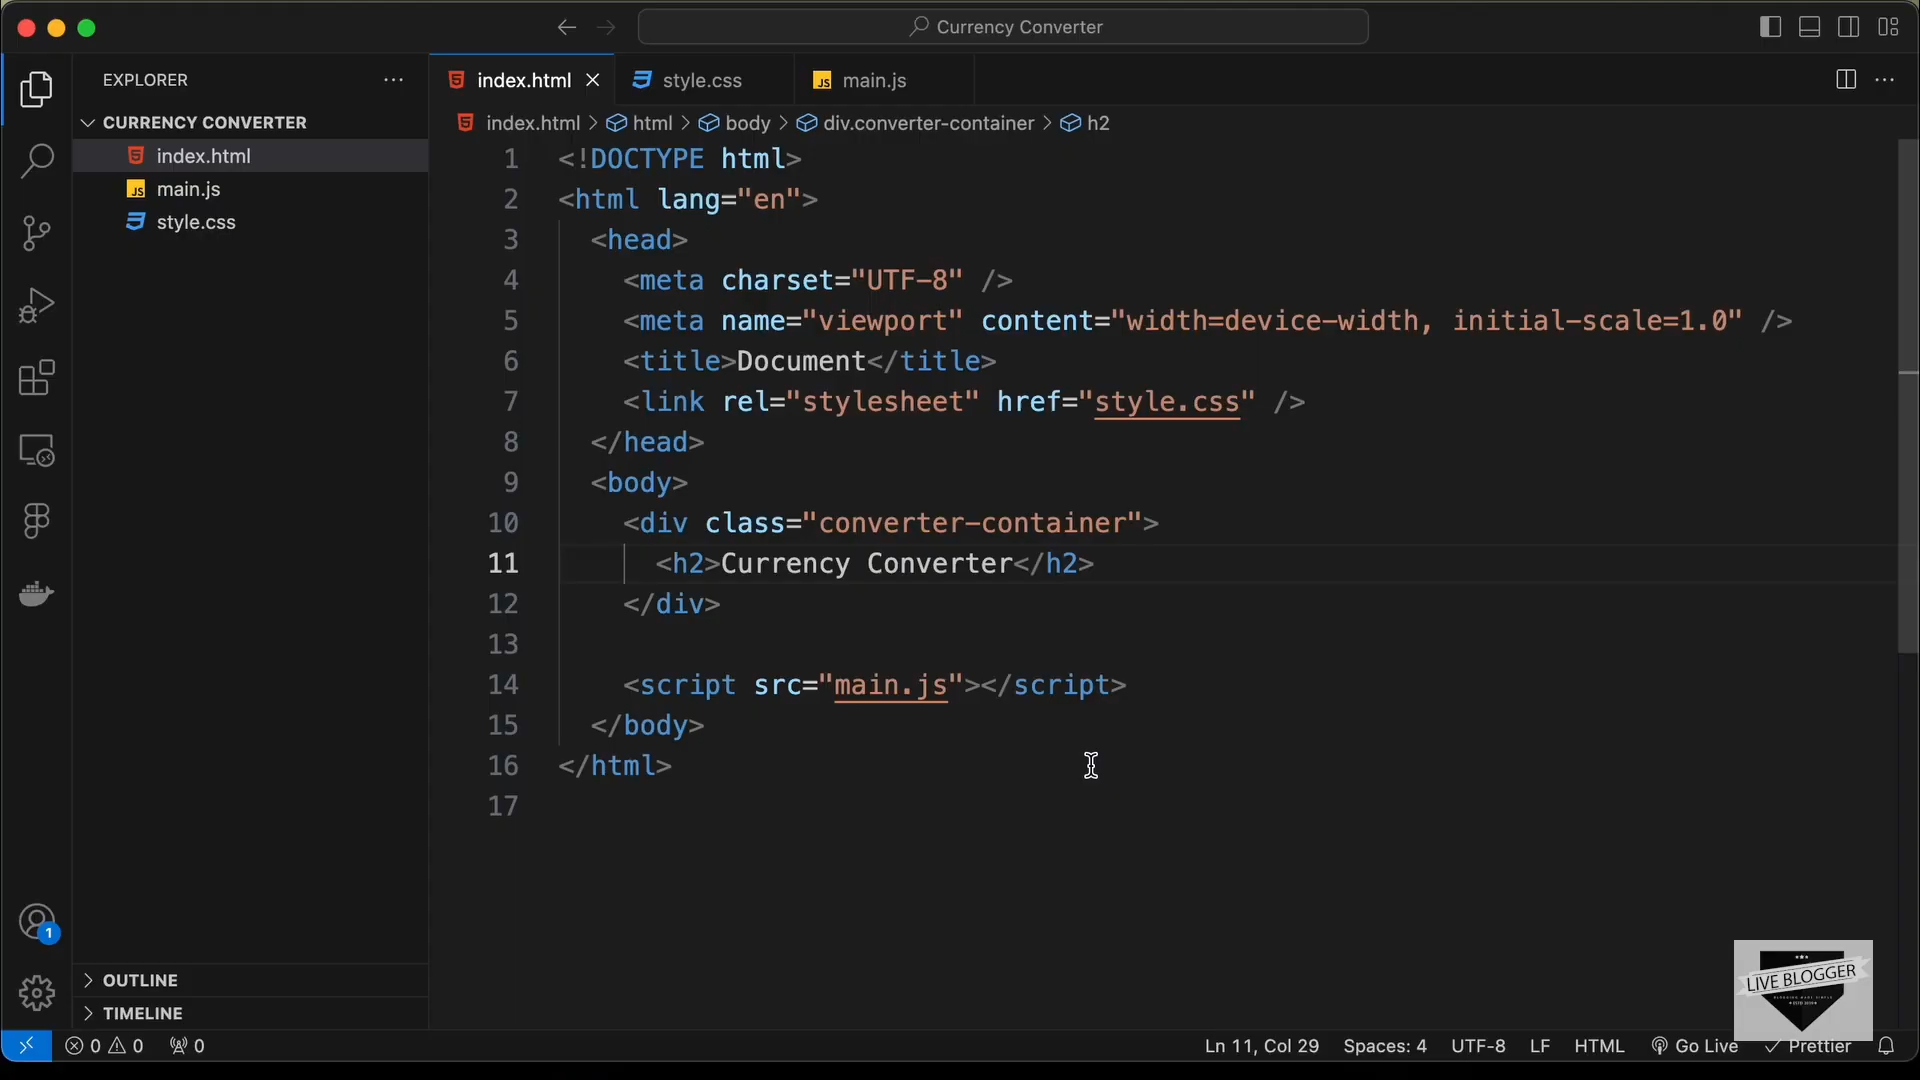 Currency Converter
EXPLORER
CURRENCY CONVERTER
index.html
JS main.js
style.css
OUTLINE
TIMELINE
index.html
style.css
JS main.js
index.html > html > body > div.converter-container > h2
1 <!DOCTYPE html>
2 <html lang="en">
3 <head>
4 <meta charset="UTF-8" />
5 <meta name="viewport" content="width=device-width, initial-scale=1.0" />
6 <title>Document</title>
7 <link rel="stylesheet" href="style.css" />
8 </head>
9 <body>
10 <div class="converter-container">
11 <h2>Currency Converter</h2>
12 </div>
13
14 <script src="main.js"></script>
15 </body>
16 </html>
17
1
LIVE BLOGGER
0 0 0
Ln 11, Col 29 Spaces: 4 UTF-8 LF HTML Go Live Prettier